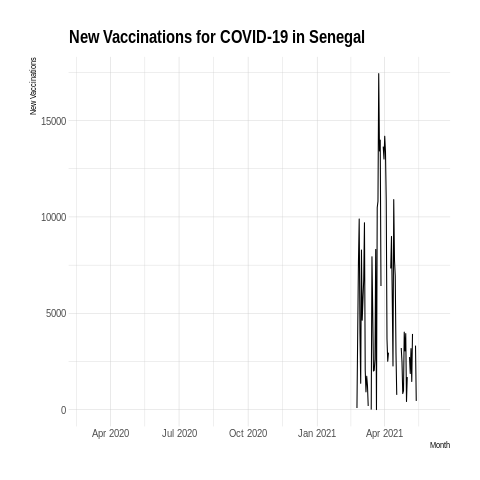 New Vaccinations for COVID-19 in Senegal
New Vaccinations
15000
10000
5000
0
Apr 2020 Jul 2020 Oct 2020 Jan 2021 Apr 2021
Month